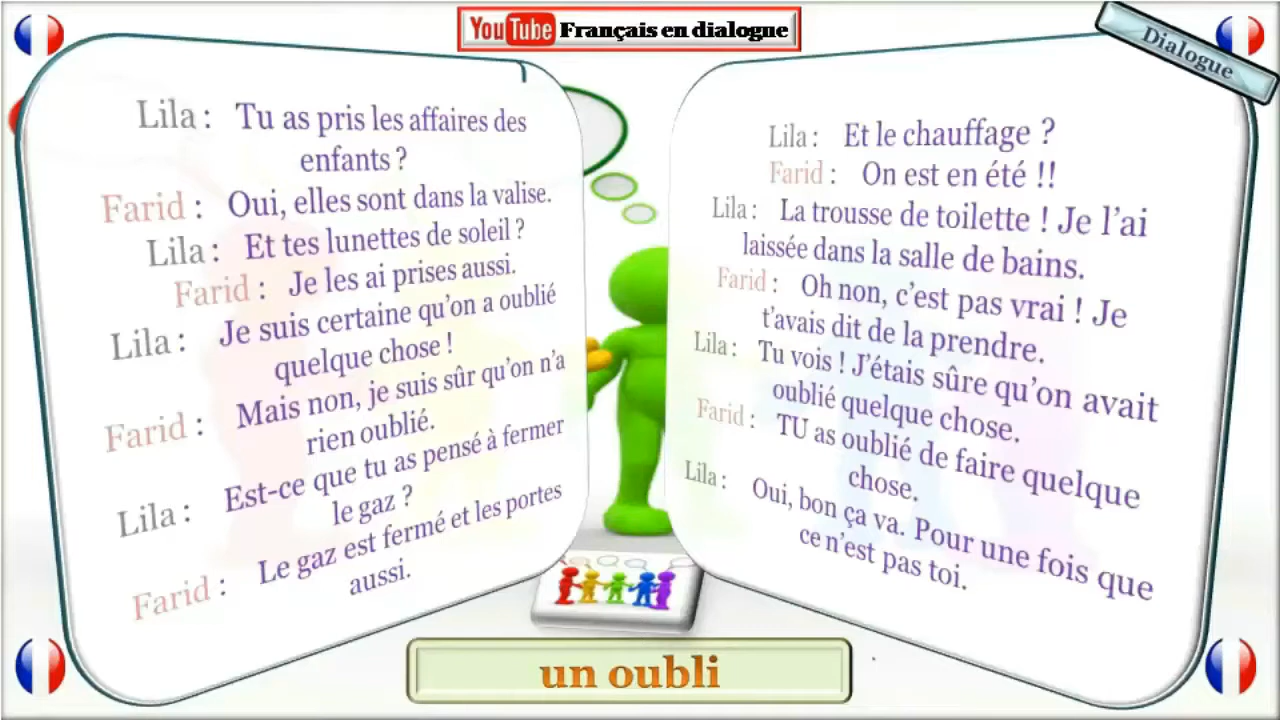 YouTube Français en dialogue
Dialogue
Lila : Tu as pris les affaires des
enfants ?
Farid : Oui, elles sont dans la valise.
Lila : Et tes lunettes de soleil ?
Farid : Je les ai prises aussi.
Lila : Je suis certaine qu'on a oublié
quelque chose !
Farid : Mais non, je suis sûr qu'on n'a
rien oublié.
Lila : Est-ce que tu as pensé à fermer
le gaz ?
Farid : Le gaz est fermé et les portes
aussi.
Lila : Et le chauffage ?
Farid : On est en été !!
Lila : La trousse de toilette ! Je l'ai
laissée dans la salle de bains.
Farid : Oh non, c'est pas vrai ! Je
t'avais dit de la prendre.
Lila : Tu vois ! J'étais sûre qu'on avait
oublié quelque chose.
Farid : TU as oublié de faire quelque
chose.
Lila : Oui, bon ça va. Pour une fois que
ce n'est pas toi.
un oubli